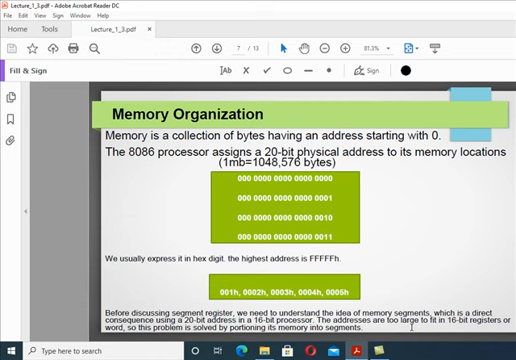 Lecture_1_3.pdf - Adobe Acrobat Reader DC
File Edit View Sign Window Help
Home Tools Lecture_1_3.pdf ×
7 / 13 81.3%
Fill & Sign
Ab Sign
Memory Organization
Memory is a collection of bytes having an address starting with 0.
The 8086 processor assigns a 20-bit physical address to its memory locations
(1mb=1048,576 bytes)
000 0000 0000 0000 0000
000 0000 0000 0000 0001
000 0000 0000 0000 0010
000 0000 0000 0000 0011
We usually express it in hex digit. the highest address is FFFFFh.
001h, 0002h, 0003h, 0004h, 0005h
Before discussing segment register, we need to understand the idea of memory segments, which is a direct
consequence using a 20-bit address in a 16-bit processor. The addresses are too large to fit in 16-bit registers or
word, so this problem is solved by portioning its memory into segments.
Type here to search